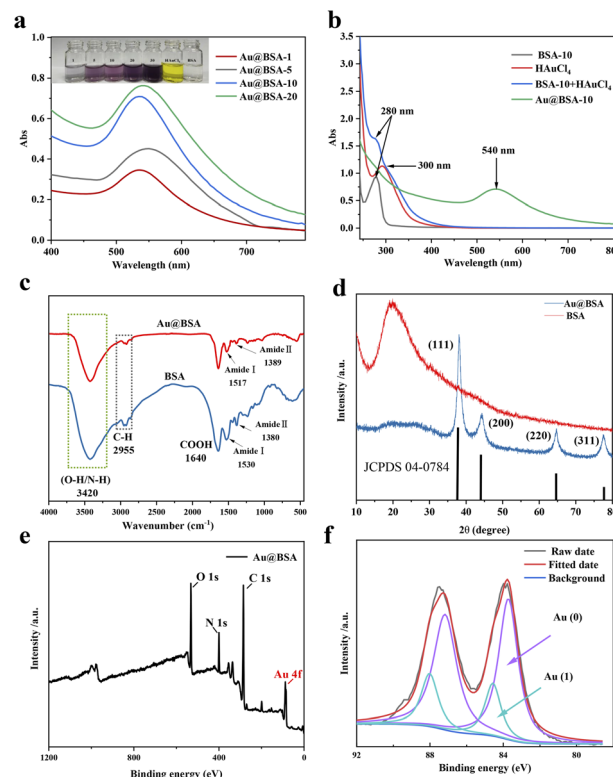 a
1 5 10 20 30 HAuCl4 BSA
Au@BSA-1
Au@BSA-5
Au@BSA-10
Au@BSA-20
1.0
0.8
0.6
0.4
0.2
0.0
Abs
400 500 600 700
Wavelength (nm)
b
BSA-10
HAuCl4
BSA-10+HAuCl4
Au@BSA-10
280 nm
300 nm
540 nm
3.5
3.0
2.5
2.0
1.5
1.0
0.5
0.0
Abs
300 400 500 600 700 800
Wavelength (nm)
c
Au@BSA
Amide II
1389
Amide I
1517
BSA
Amide II
1380
Amide I
1530
COOH
1640
C-H
2955
(O-H/N-H)
3420
4000 3500 3000 2500 2000 1500 1000 450
Wavenumber (cm-1)
d
Au@BSA
BSA
(111)
(200)
(220)
(311)
JCPDS 04-0784
Intensity /a.u.
10 20 30 40 50 60 70 80
2θ (degree)
e
Au@BSA
O 1s
C 1s
N 1s
Au 4f
Intensity /a.u.
1200 900 600 300 0
Binding energy (eV)
f
Raw date
Fitted date
Background
Au (0)
Au (1)
Intensity /a.u.
92 88 84 80
Binding energy (eV)